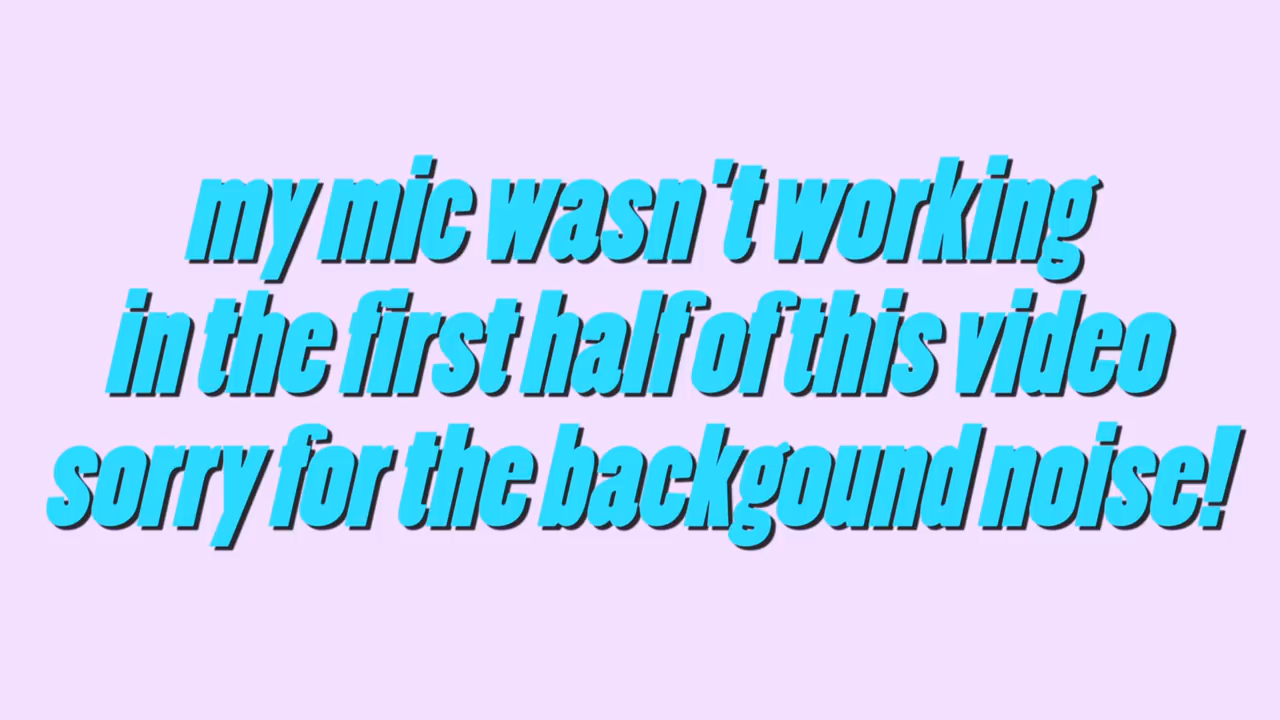 my mic wasn't working
in the first half of this video
sorry for the backgound noise!